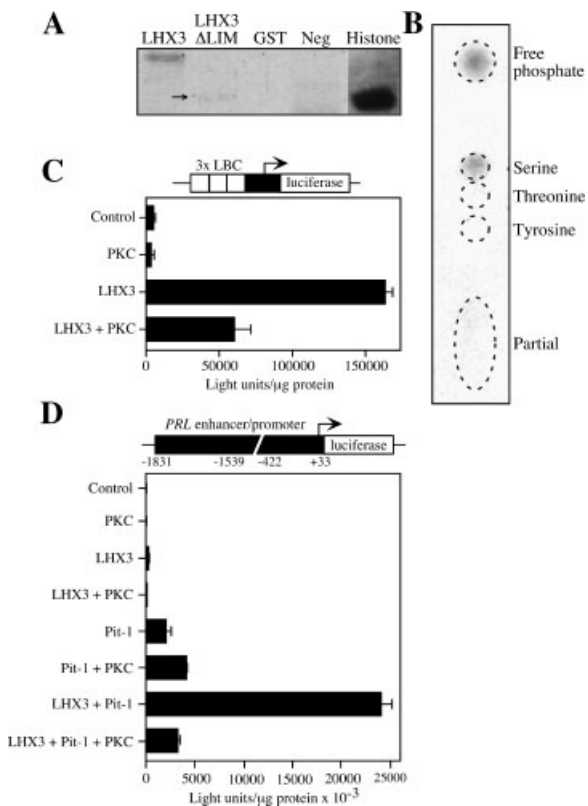 A
LHX3 LHX3 ΔLIM GST Neg Histone
B
Free phosphate
Serine
Threonine
Tyrosine
Partial
C
3x LBC
luciferase
Control
PKC
LHX3
LHX3 + PKC
0 50000 100000 150000
Light units/µg protein
D
PRL enhancer/promoter
luciferase
-1831 -1539 -422 +33
Control
PKC
LHX3
LHX3 + PKC
Pit-1
Pit-1 + PKC
LHX3 + Pit-1
LHX3 + Pit-1 + PKC
0 5000 10000 15000 20000 25000
Light units/µg protein x 10⁻³